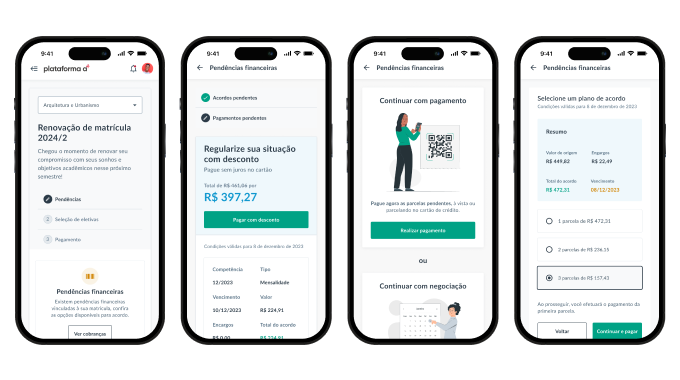 9:41
plataforma a
Arquitetura e Urbanismo
Renovação de matrícula
2024/2
Chegou o momento de renovar seu
compromisso com seus sonhos e
objetivos acadêmicos nesse próximo
semestre!
Pendências
2 Seleção de eletivas
3 Pagamento
Pendências financeiras
Existem pendências financeiras
vinculadas à sua matrícula, confira
as opções disponíveis para acordo.
Ver cobranças
9:41
Pendências financeiras
Acordos pendentes
Pagamentos pendentes
Regularize sua situação
com desconto
Pague sem juros no cartão
Total de R$ 461,86 por
R$ 397,27
Pagar com desconto
Condições válidas para 8 de dezembro de 2023
Competência Tipo
12/2023 Mensalidade
Vencimento Valor
10/12/2023 R$ 224,91
Encargos Total do acordo
R$ 0,00 R$ 224,91
9:41
Pendências financeiras
Continuar com pagamento
Pague agora as parcelas pendentes, à vista ou
parcelando no cartão de crédito.
Realizar pagamento
ou
Continuar com negociação
9:41
Pendências financeiras
Selecione um plano de acordo
Condições válidas para 8 de dezembro de 2023
Resumo
Valor de origem Encargos
R$ 449,82 R$ 22,49
Total do acordo Vencimento
R$ 472,31 08/12/2023
1 parcela de R$ 472,31
2 parcelas de R$ 236,15
3 parcelas de R$ 157,43
Ao prosseguir, você efetuará o pagamento da
primeira parcela.
Voltar Continuar e pagar